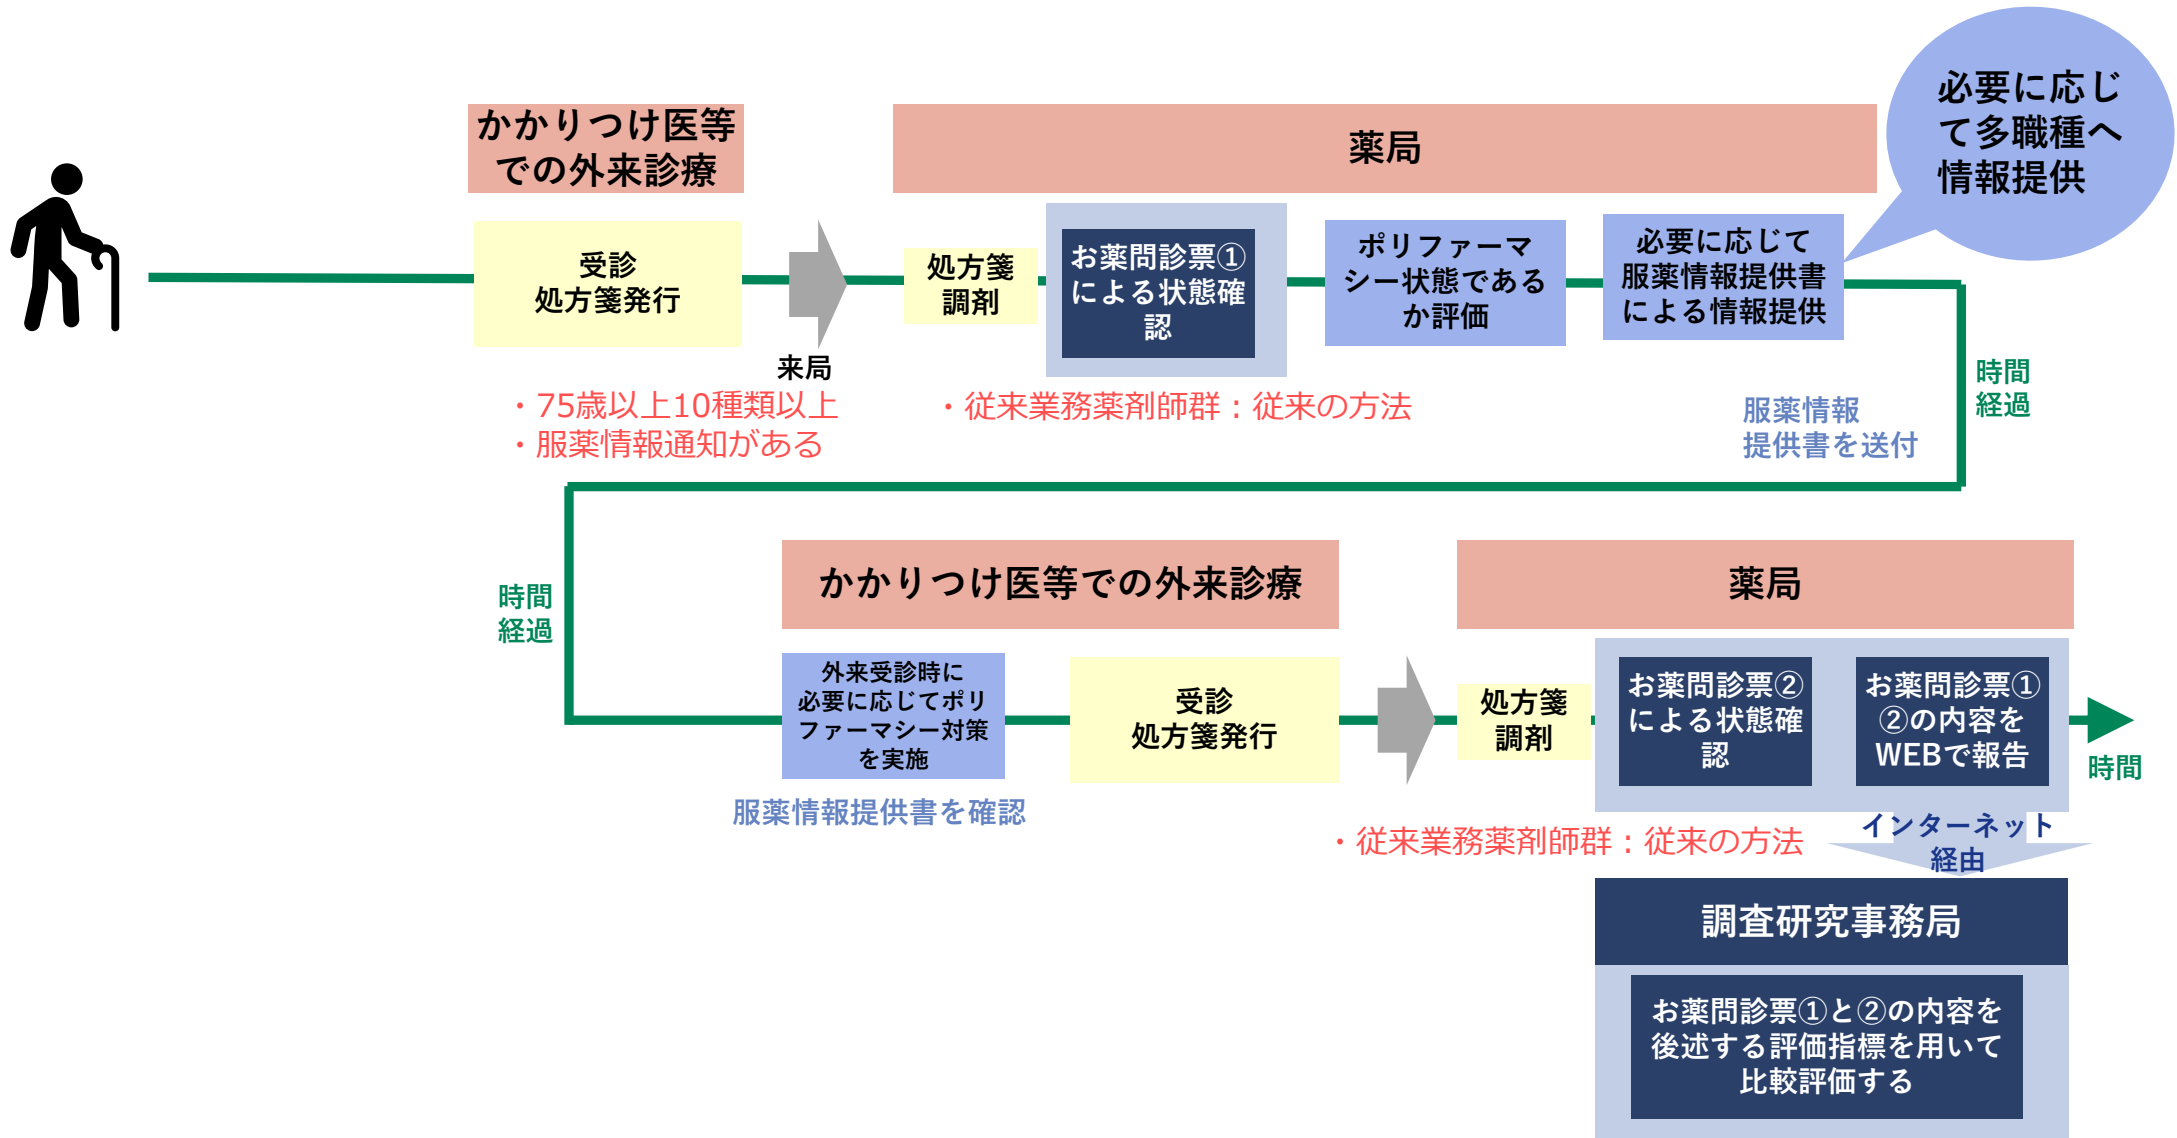 かかりつけ医等
での外来診療
薬局
必要に応じ
て多職種へ
情報提供
受診
処方箋発行
来局
処方箋
調剤
お薬問診票①
による状態確
認
ポリファーマ
シー状態である
か評価
必要に応じて
服薬情報提供書
による情報提供
・75歳以上10種類以上
・服薬情報通知がある
・従来業務薬剤師群：従来の方法
服薬情報
提供書を送付
時間
経過
時間
経過
かかりつけ医等での外来診療
薬局
外来受診時に
必要に応じてポリ
ファーマシー対策
を実施
服薬情報提供書を確認
受診
処方箋発行
処方箋
調剤
お薬問診票②
による状態確
認
お薬問診票①
②の内容を
WEBで報告
時間
・従来業務薬剤師群：従来の方法
インターネット
経由
調査研究事務局
お薬問診票①と②の内容を
後述する評価指標を用いて
比較評価する